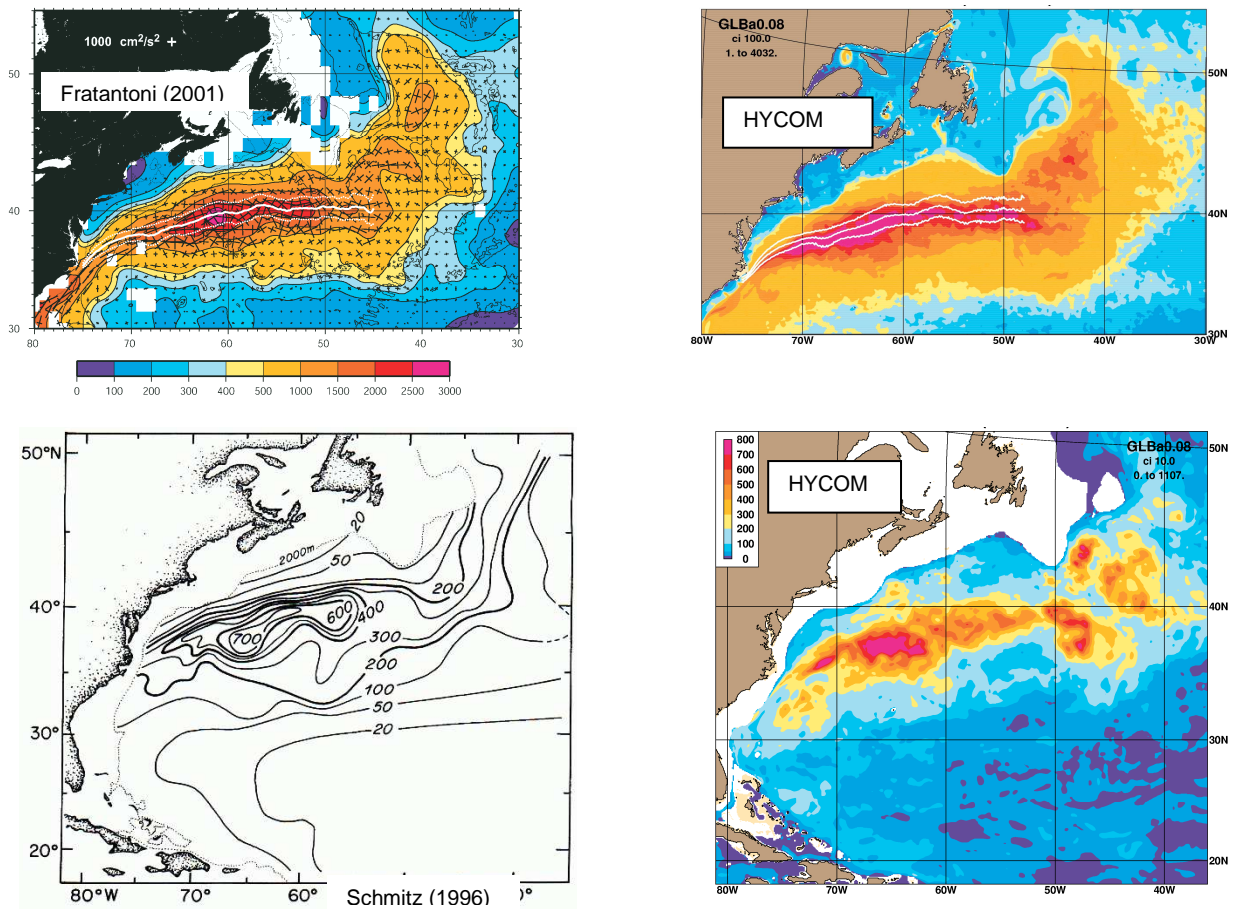 1000 cm²/s² +
Fratantoni (2001)
50
40
30
80 70 60 50 40 30
0 100 200 300 400 500 1000 1500 2000 2500 3000
GLBa0.08
ci 100.0
1. to 4032.
HYCOM
50N
40N
30N
80W 70W 60W 50W 40W 30W
50°N
40°
30°
20°
80°W 70° 60° 50° 40°W
2000m
20
50
200
600
400
700
300
200
100
50
20
Schmitz (1996)
800
700
600
500
400
300
200
100
0
HYCOM
GLBa0.08
ci 10.0
0. to 1107.
50N
40N
30N
20N
80W 70W 60W 50W 40W